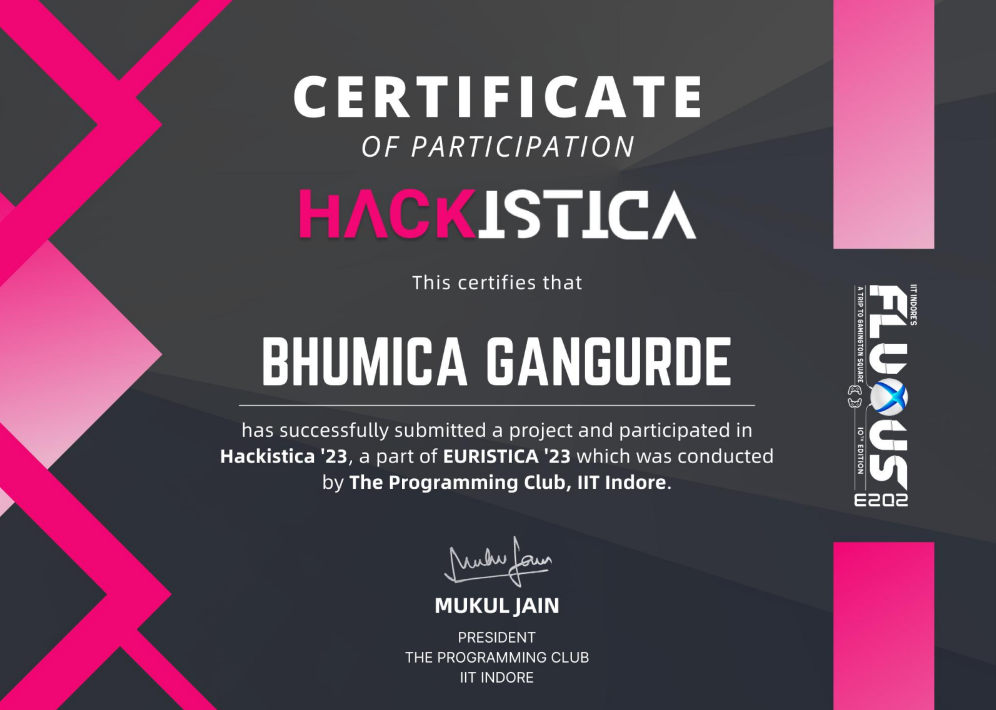 CERTIFICATE
OF PARTICIPATION
HACKISTICA
This certifies that
BHUMICA GANGURDE
has successfully submitted a project and participated in
Hackistica '23, a part of EURISTICA '23 which was conducted
by The Programming Club, IIT Indore.
MUKUL JAIN
PRESIDENT
THE PROGRAMMING CLUB
IIT INDORE
IIT INDORE'S
FLUXUS
A TRIP TO GAMINGTON SQUARE
10TH EDITION
2023